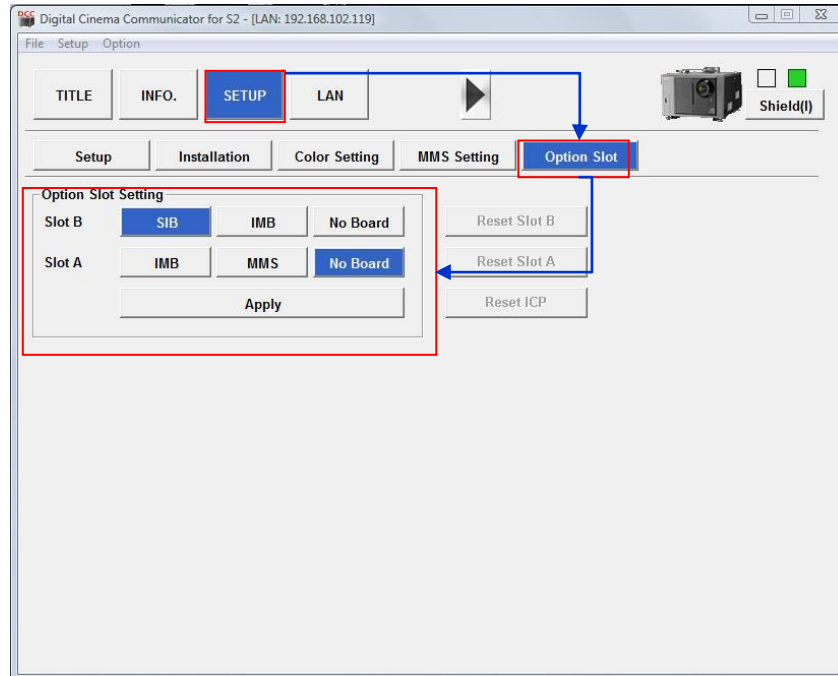 DCC Digital Cinema Communicator for S2 - [LAN: 192.168.102.119]
File Setup Option
TITLE INFO. SETUP LAN Shield(I)
Setup Installation Color Setting MMS Setting Option Slot
Option Slot Setting
Slot B SIB IMB No Board Reset Slot B
Slot A IMB MMS No Board Reset Slot A
Apply Reset ICP